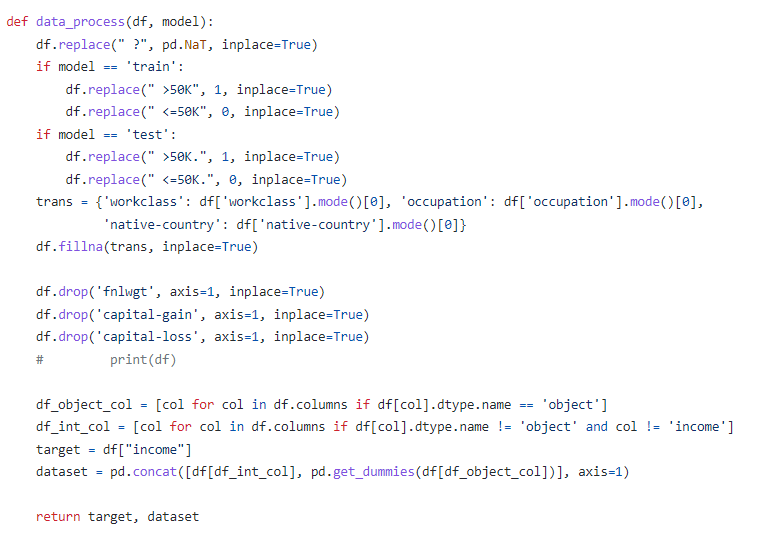 def data_process(df, model):
    df.replace(" ?", pd.NaT, inplace=True)
    if model == 'train':
        df.replace(" >50K", 1, inplace=True)
        df.replace(" <=50K", 0, inplace=True)
    if model == 'test':
        df.replace(" >50K.", 1, inplace=True)
        df.replace(" <=50K.", 0, inplace=True)
    trans = {'workclass': df['workclass'].mode()[0], 'occupation': df['occupation'].mode()[0],
             'native-country': df['native-country'].mode()[0]}
    df.fillna(trans, inplace=True)

    df.drop('fnlwgt', axis=1, inplace=True)
    df.drop('capital-gain', axis=1, inplace=True)
    df.drop('capital-loss', axis=1, inplace=True)
    #         print(df)

    df_object_col = [col for col in df.columns if df[col].dtype.name == 'object']
    df_int_col = [col for col in df.columns if df[col].dtype.name != 'object' and col != 'income']
    target = df["income"]
    dataset = pd.concat([df[df_int_col], pd.get_dummies(df[df_object_col])], axis=1)

    return target, dataset